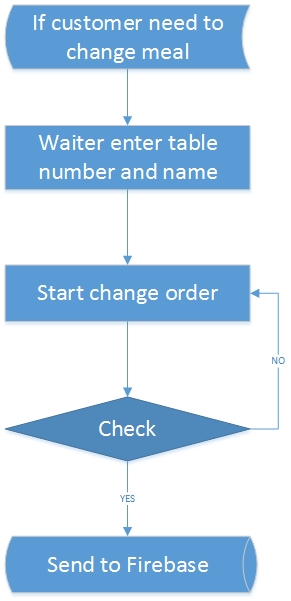 If customer need to
change meal
Waiter enter table
number and name
Start change order
NO
Check
YES
Send to Firebase